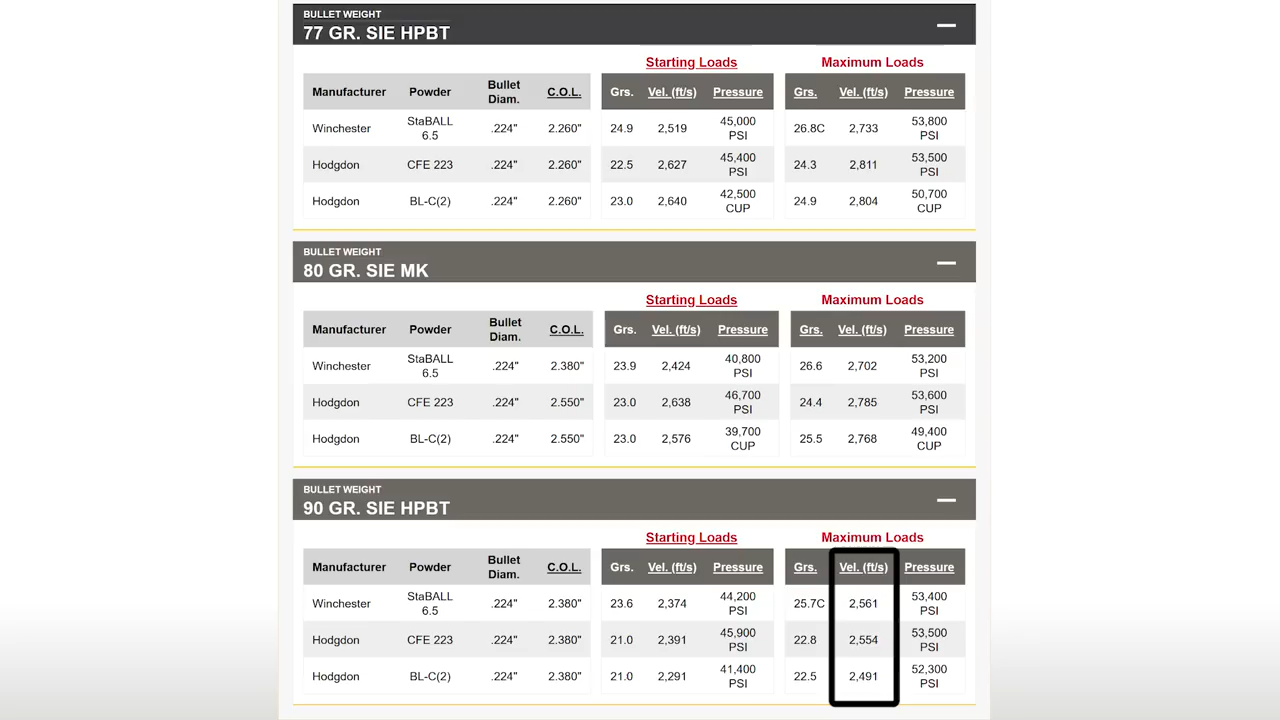 BULLET WEIGHT
77 GR. SIE HPBT
Starting Loads Maximum Loads
Manufacturer Powder Bullet Diam. C.O.L. Grs. Vel. (ft/s) Pressure Grs. Vel. (ft/s) Pressure
Winchester StaBALL 6.5 .224" 2.260" 24.9 2,519 45,000 PSI 26.8C 2,733 53,800 PSI
Hodgdon CFE 223 .224" 2.260" 22.5 2,627 45,400 PSI 24.3 2,811 53,500 PSI
Hodgdon BL-C(2) .224" 2.260" 23.0 2,640 42,500 CUP 24.9 2,804 50,700 CUP
BULLET WEIGHT
80 GR. SIE MK
Starting Loads Maximum Loads
Manufacturer Powder Bullet Diam. C.O.L. Grs. Vel. (ft/s) Pressure Grs. Vel. (ft/s) Pressure
Winchester StaBALL 6.5 .224" 2.380" 23.9 2,424 40,800 PSI 26.6 2,702 53,200 PSI
Hodgdon CFE 223 .224" 2.550" 23.0 2,638 46,700 PSI 24.4 2,785 53,600 PSI
Hodgdon BL-C(2) .224" 2.550" 23.0 2,576 39,700 CUP 25.5 2,768 49,400 CUP
BULLET WEIGHT
90 GR. SIE HPBT
Starting Loads Maximum Loads
Manufacturer Powder Bullet Diam. C.O.L. Grs. Vel. (ft/s) Pressure Grs. Vel. (ft/s) Pressure
Winchester StaBALL 6.5 .224" 2.380" 23.6 2,374 44,200 PSI 25.7C 2,561 53,400 PSI
Hodgdon CFE 223 .224" 2.380" 21.0 2,391 45,900 PSI 22.8 2,554 53,500 PSI
Hodgdon BL-C(2) .224" 2.380" 21.0 2,291 41,400 PSI 22.5 2,491 52,300 PSI